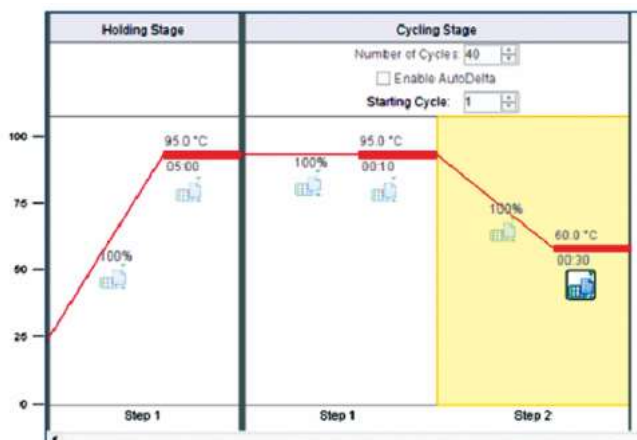 Holding Stage
Cycling Stage
Number of Cycles: 40
Enable AutoDelta
Starting Cycle: 1
100
75
50
25
0
100%
95.0 °C
05:00
100%
95.0 °C
00:10
100%
60.0 °C
00:30
Step 1
Step 1
Step 2